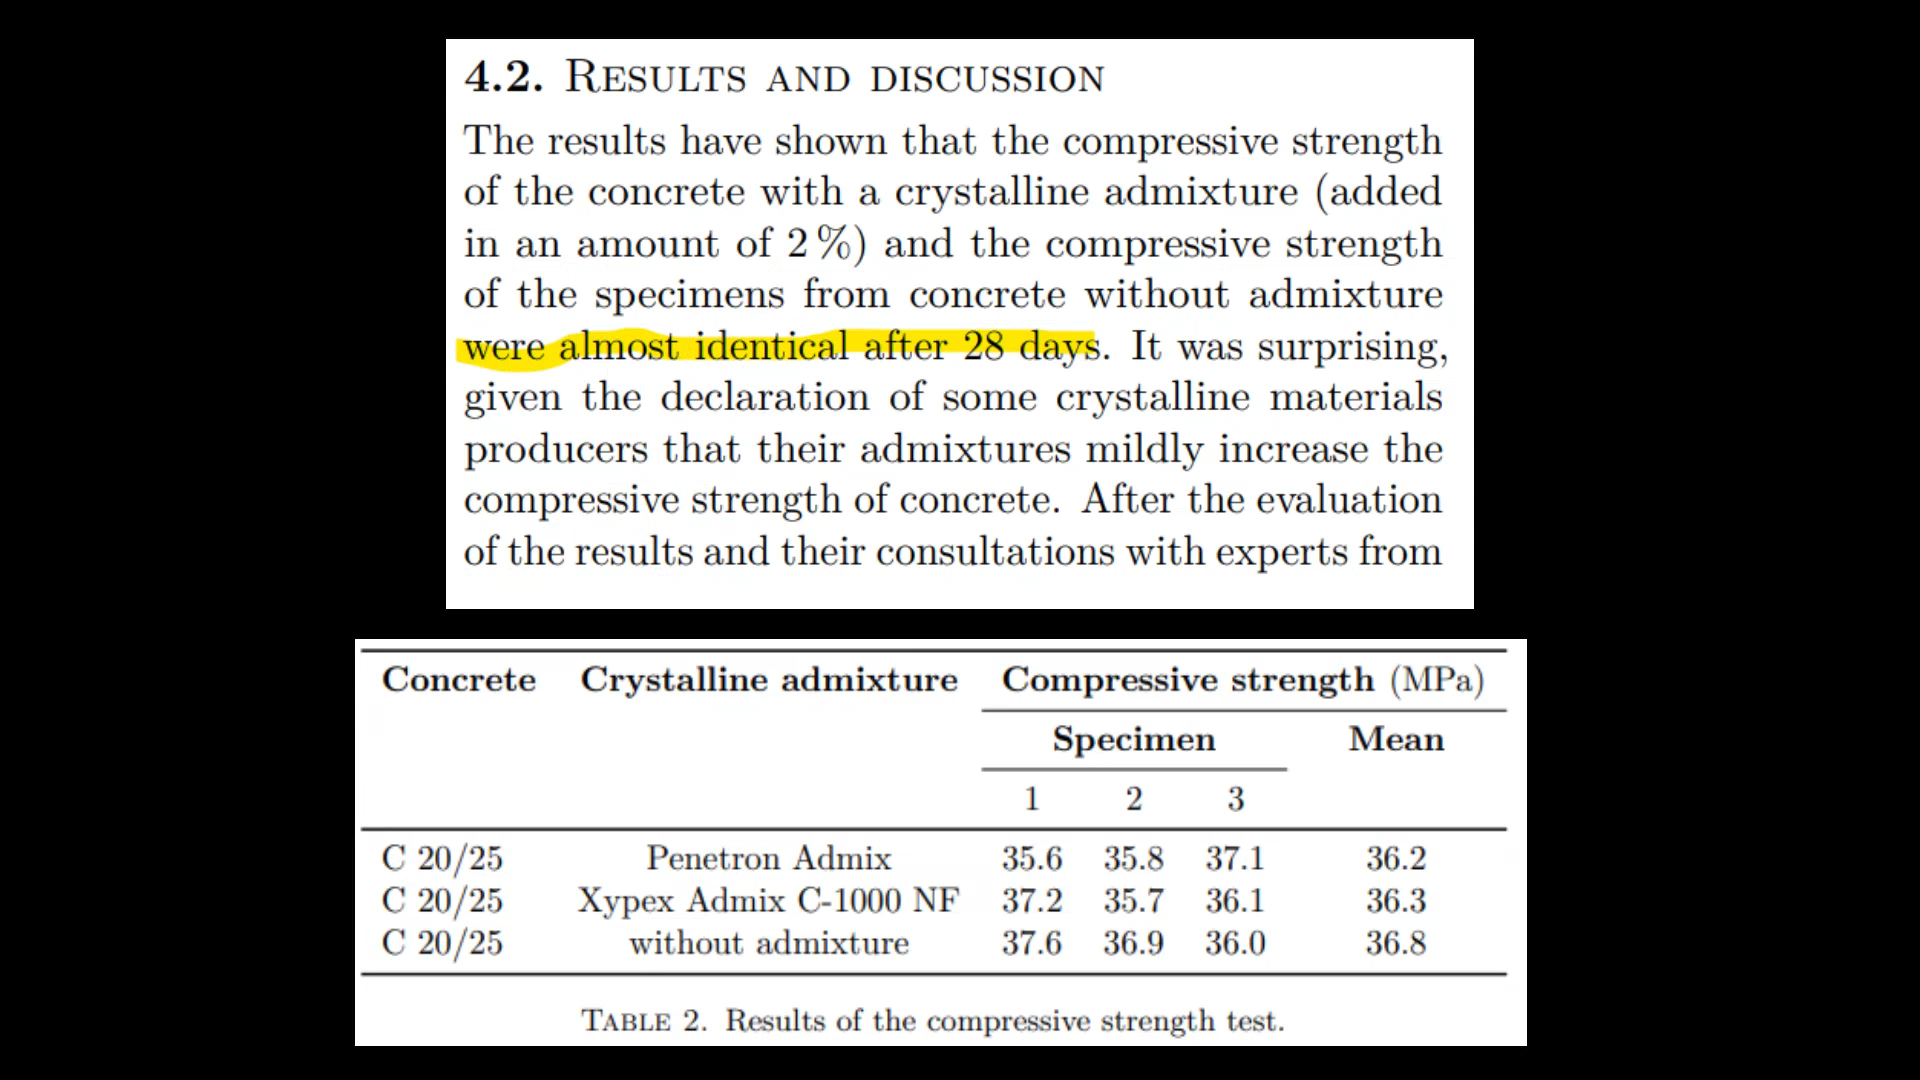 4.2. RESULTS AND DISCUSSION
The results have shown that the compressive strength
of the concrete with a crystalline admixture (added
in an amount of 2 %) and the compressive strength
of the specimens from concrete without admixture
were almost identical after 28 days. It was surprising,
given the declaration of some crystalline materials
producers that their admixtures mildly increase the
compressive strength of concrete. After the evaluation
of the results and their consultations with experts from
Concrete Crystalline admixture Compressive strength (MPa)
Specimen Mean
1 2 3
C 20/25 Penetron Admix 35.6 35.8 37.1 36.2
C 20/25 Xypex Admix C-1000 NF 37.2 35.7 36.1 36.3
C 20/25 without admixture 37.6 36.9 36.0 36.8
TABLE 2. Results of the compressive strength test.